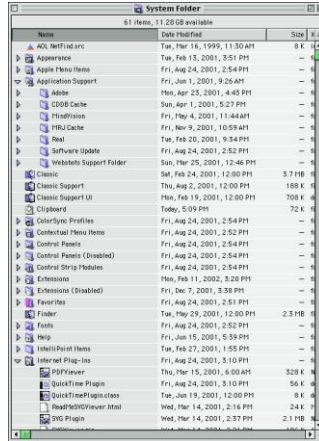 System Folder
61 items, 11.28 GB available
Name Date Modified Size
AOL NetFind.src Tue, Mar 16, 1999, 11:30 AM 8 K
Appearance Tue, Feb 13, 2001, 3:51 PM –
Apple Menu Items Fri, Aug 24, 2001, 2:54 PM –
Application Support Fri, Jun 1, 2001, 9:26 AM –
Adobe Mon, Apr 23, 2001, 4:43 PM –
CDDB Cache Sun, Apr 1, 2001, 5:27 PM –
MindVision Fri, May 4, 2001, 11:44 AM –
MRJ Cache Fri, Nov 9, 2001, 10:59 AM –
Real Tue, Feb 20, 2001, 9:34 PM –
Software Update Fri, Aug 24, 2001, 2:52 PM –
Webstots Support Folder Sun, Mar 25, 2001, 12:46 PM –
Classic Sat, Feb 24, 2001, 12:00 PM 3.7 MB
Classic Support Thu, Aug 2, 2001, 12:00 PM 188 K
Classic Support UI Mon, Feb 19, 2001, 12:00 PM 708 K
Clipboard Today, 5:09 PM 72 K
ColorSync Profiles Fri, Aug 24, 2001, 2:54 PM –
Contextual Menu Items Fri, Aug 24, 2001, 2:52 PM –
Control Panels Fri, Aug 24, 2001, 2:54 PM –
Control Panels (Disabled) Fri, Aug 24, 2001, 2:54 PM –
Control Strip Modules Fri, Aug 24, 2001, 2:54 PM –
Extensions Mon, Feb 11, 2002, 3:28 PM –
Extensions (Disabled) Fri, Dec 7, 2001, 3:38 PM –
Favorites Fri, Aug 24, 2001, 2:51 PM –
Finder Tue, May 29, 2001, 12:00 PM 2.3 MB
Fonts Fri, Aug 24, 2001, 2:52 PM –
Help Fri, Jun 15, 2001, 5:39 PM –
IntelliPoint Items Tue, Feb 27, 2001, 1:55 PM –
Internet Plug-Ins Fri, Aug 24, 2001, 3:10 PM –
PDFViewer Thu, Mar 15, 2001, 6:00 AM 328 K
QuickTime Plugin Fri, Aug 24, 2001, 3:10 PM 56 K
QuickTimePlugin.class Tue, Jun 19, 2001, 12:00 PM 8 K
ReadMeSVGViewer.html Wed, Mar 14, 2001, 2:16 PM 24 K
SVG Plugin Wed, Mar 14, 2001, 2:37 PM 2.1 MB